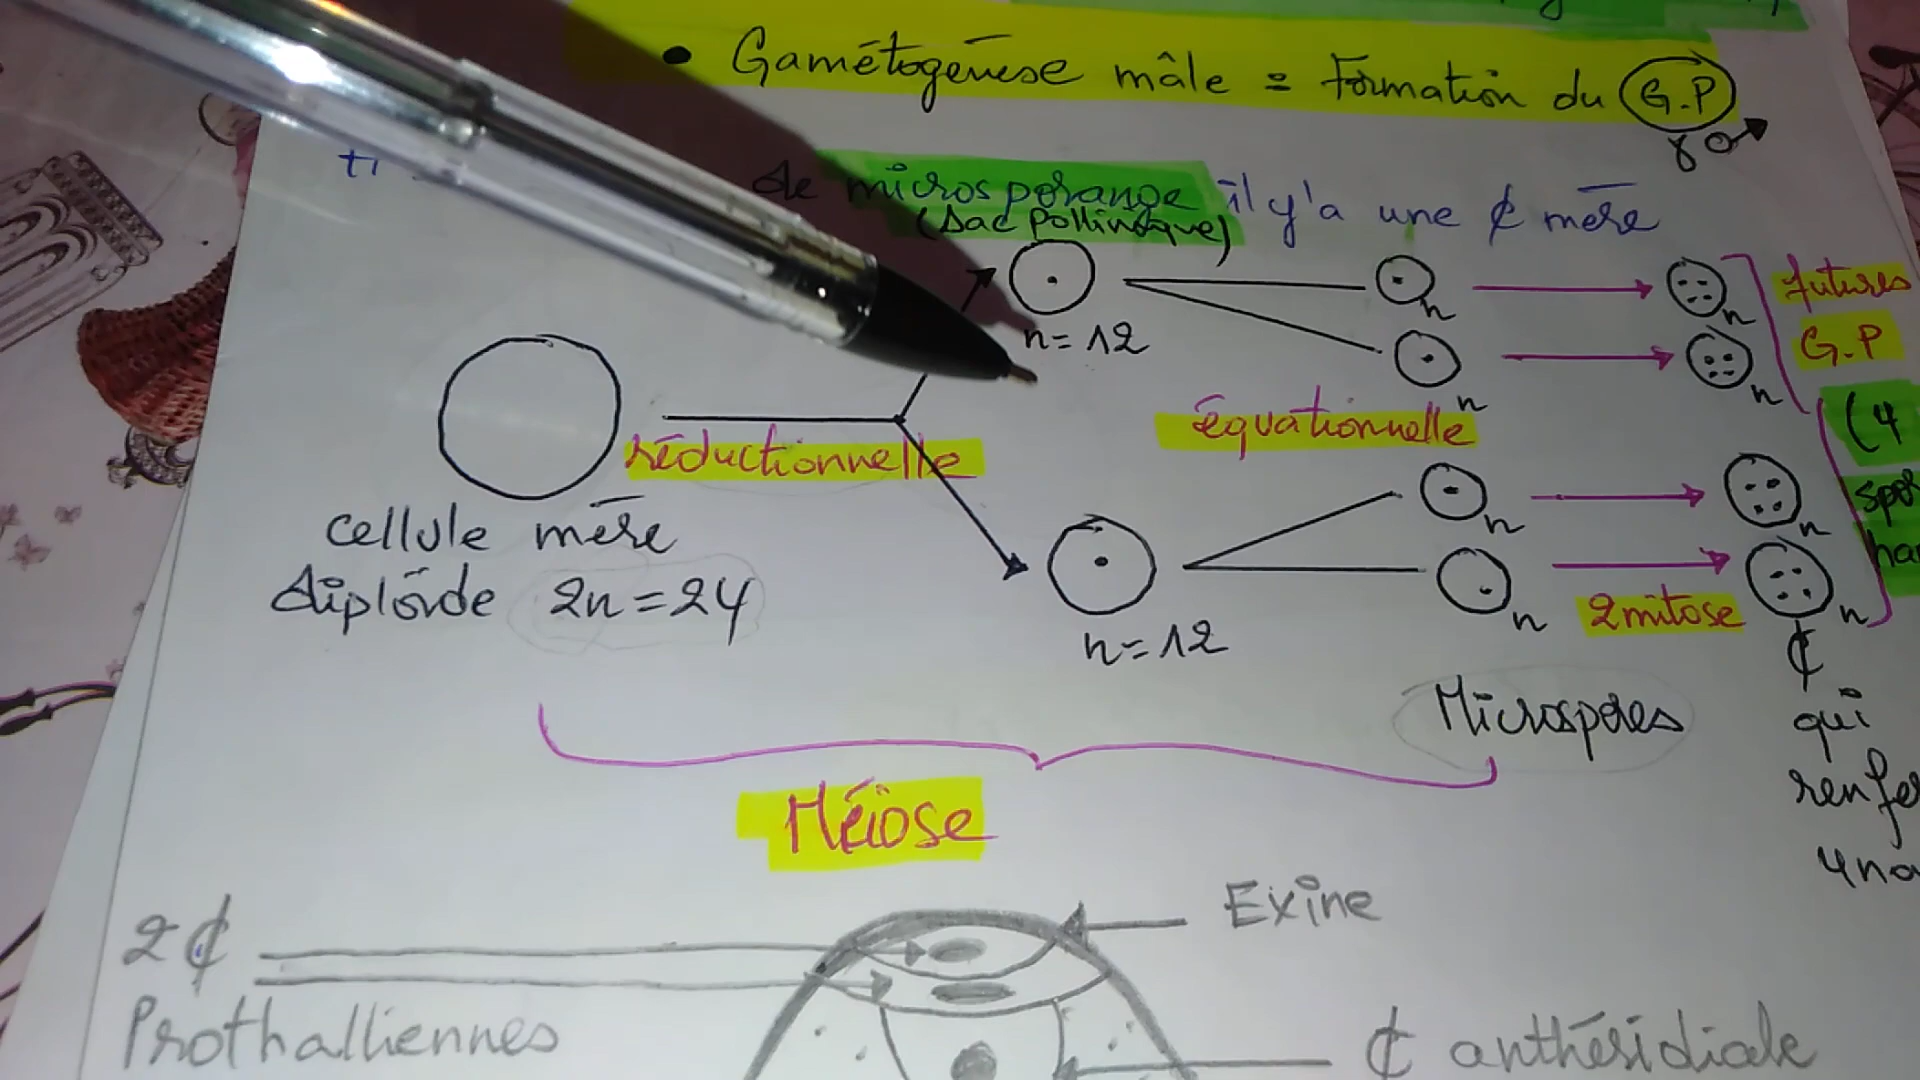 • Gamétogenèse mâle = Formation du G.P
de microsporange il y'a une ¢ mère
(Sac pollinique)
n = 12
n
n
n
n
futures
G.P
réductionnelle
équationnelle
(4
cellule mère
diploïde 2n = 24
n = 12
n
n
2 mitose
n
n
¢
qui
Microspores
Méiose
2 ¢
Prothalliennes
Exine
¢ anthéridiale